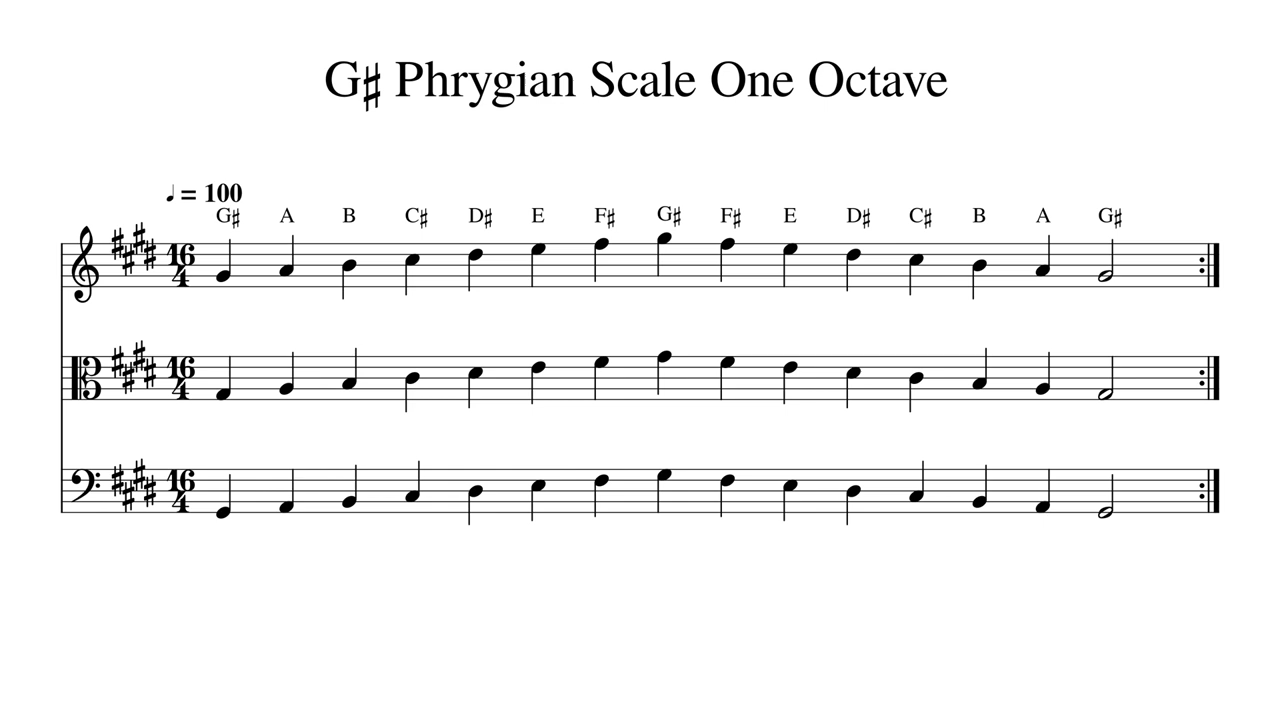 G♯ Phrygian Scale One Octave
♩ = 100
G♯ A B C♯ D♯ E F♯ G♯ F♯ E D♯ C♯ B A G♯
16
4
16
4
16
4